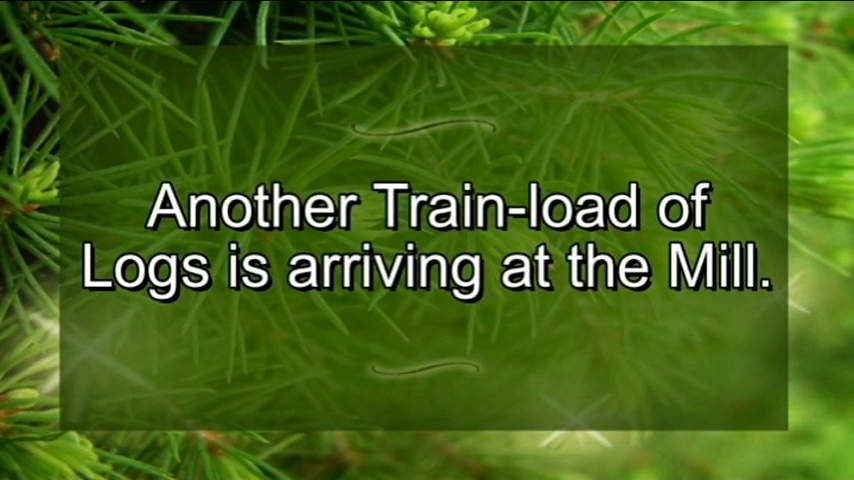 Another Train-load of
Logs is arriving at the Mill.